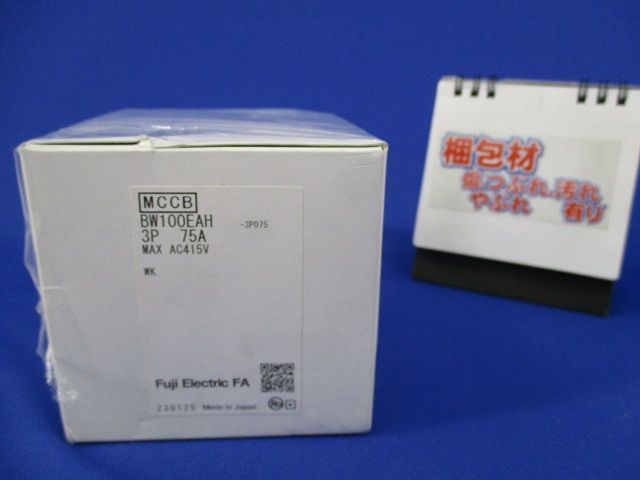 MCCB
BW100EAH -3P075
3P 75A
MAX AC415V
WK
Fuji Electric FA
230125 Made in Japan
梱包材
傷,つぶれ,汚れ
やぶれ 有り